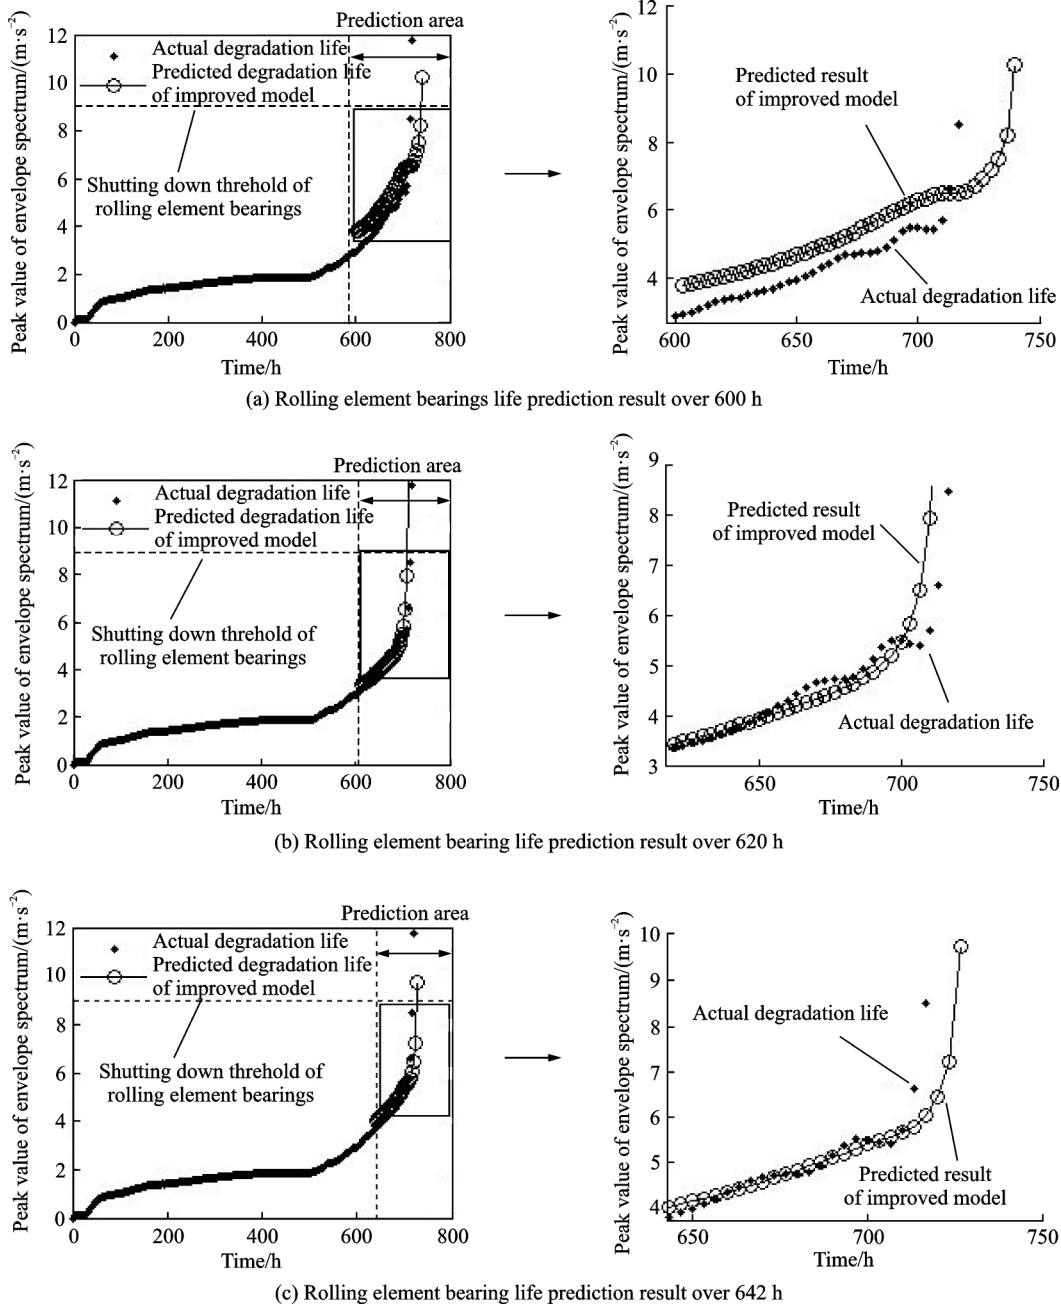 Prediction area
Peak value of envelope spectrum/(m·s⁻²)
12
10
8
6
4
2
0
Actual degradation life
Predicted degradation life
of improved model
Shutting down threhold of
rolling element bearings
0
200
400
600
800
Time/h
Peak value of envelope spectrum/(m·s⁻²)
12
10
8
6
4
Predicted result
of improved model
Actual degradation life
600
650
700
750
Time/h
(a) Rolling element bearings life prediction result over 600 h
Prediction area
Peak value of envelope spectrum/(m·s⁻²)
12
10
8
6
4
2
0
Actual degradation life
Predicted degradation life
of improved model
Shutting down threhold of
rolling element bearings
0
200
400
600
800
Time/h
Peak value of envelope spectrum/(m·s⁻²)
9
8
7
6
5
4
3
Predicted result
of improved model
Actual degradation life
650
700
750
Time/h
(b) Rolling element bearing life prediction result over 620 h
Prediction area
Peak value of envelope spectrum/(m·s⁻²)
12
10
8
6
4
2
0
Actual degradation life
Predicted degradation life
of improved model
Shutting down threhold of
rolling element bearings
0
200
400
600
800
Time/h
Peak value of envelope spectrum/(m·s⁻²)
10
9
8
7
6
5
4
Actual degradation life
Predicted result
of improved model
650
700
750
Time/h
(c) Rolling element bearing life prediction result over 642 h